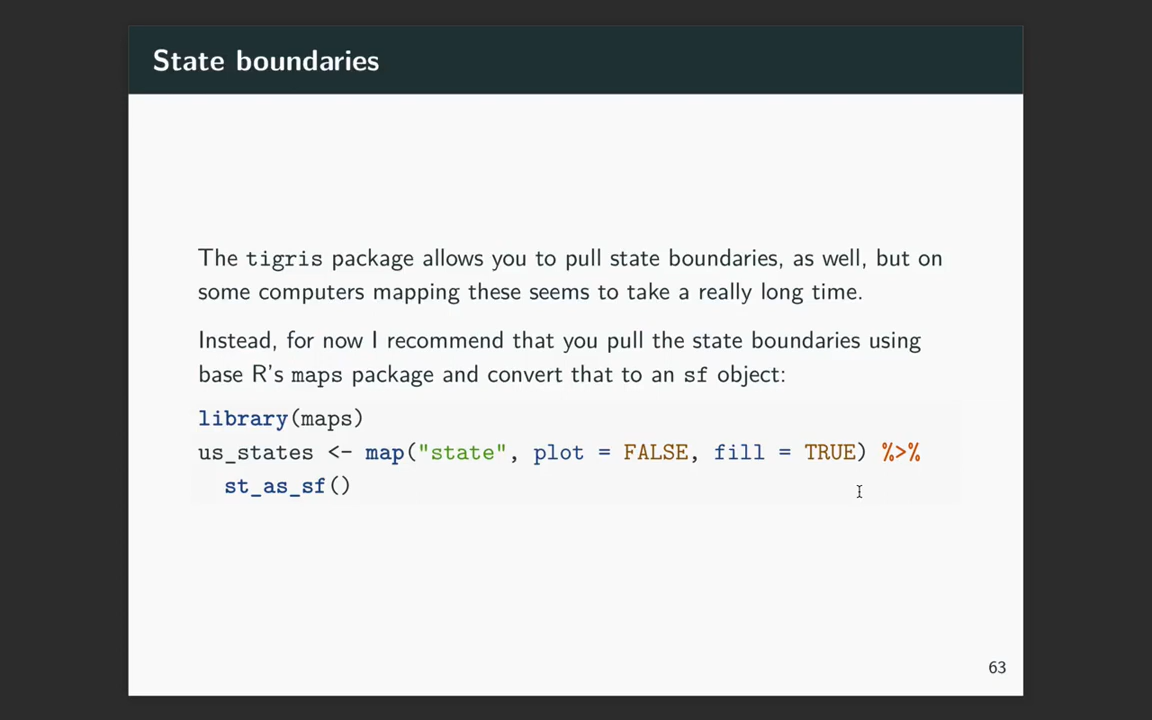 State boundaries
The tigris package allows you to pull state boundaries, as well, but on
some computers mapping these seems to take a really long time.
Instead, for now I recommend that you pull the state boundaries using
base R's maps package and convert that to an sf object:
library(maps)
us_states <- map("state", plot = FALSE, fill = TRUE) %>%
  st_as_sf()
63